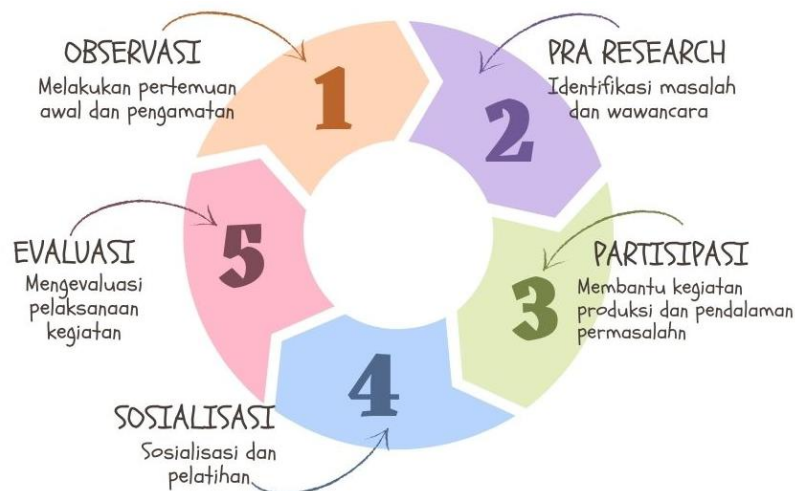 1
OBSERVASI
Melakukan pertemuan
awal dan pengamatan
2
PRA RESEARCH
Identifikasi masalah
dan wawancara
3
PARTISIPASI
Membantu kegiatan
produksi dan pendalaman
permasalahn
4
SOSIALISASI
Sosialisasi dan
pelatihan
5
EVALUASI
Mengevaluasi
pelaksanaan
kegiatan